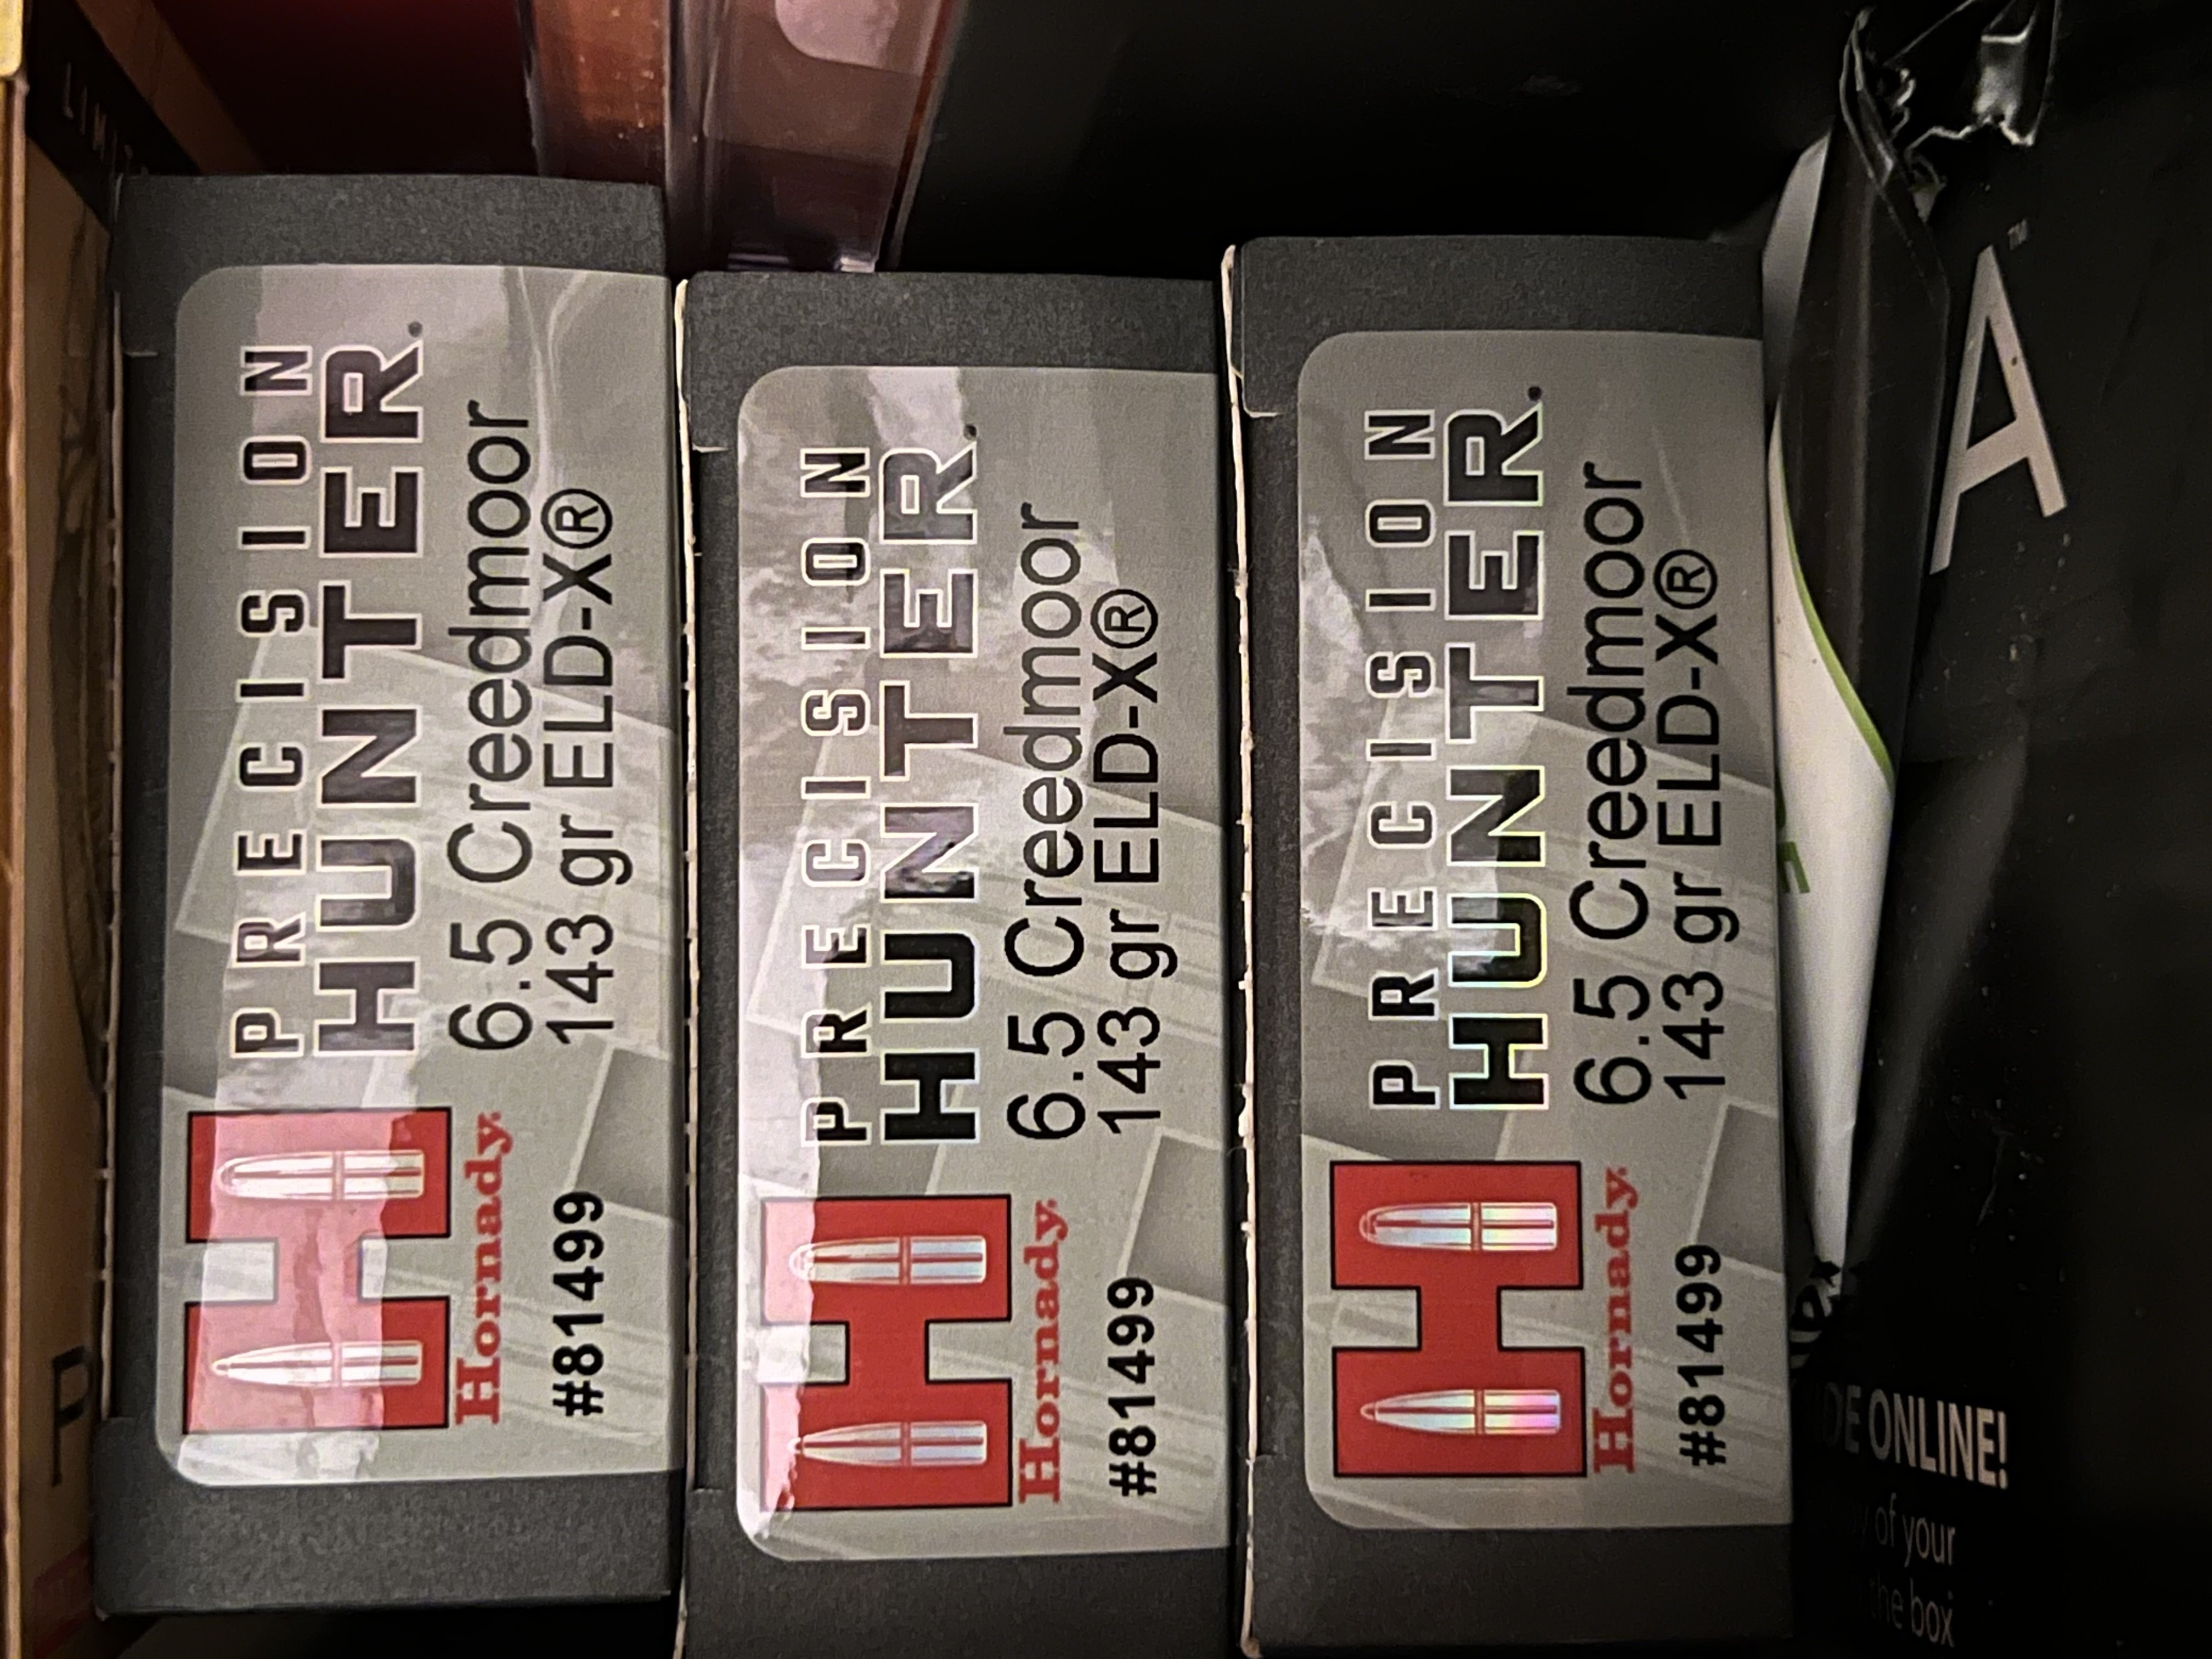 PRECISION
HUNTER®
6.5 Creedmoor
143 gr ELD-X®
Hornady®
#81499
PRECISION
HUNTER®
6.5 Creedmoor
143 gr ELD-X®
Hornady®
#81499
PRECISION
HUNTER®
6.5 Creedmoor
143 gr ELD-X®
Hornady®
#81499
A™
ONLINE!
of your
the box
P